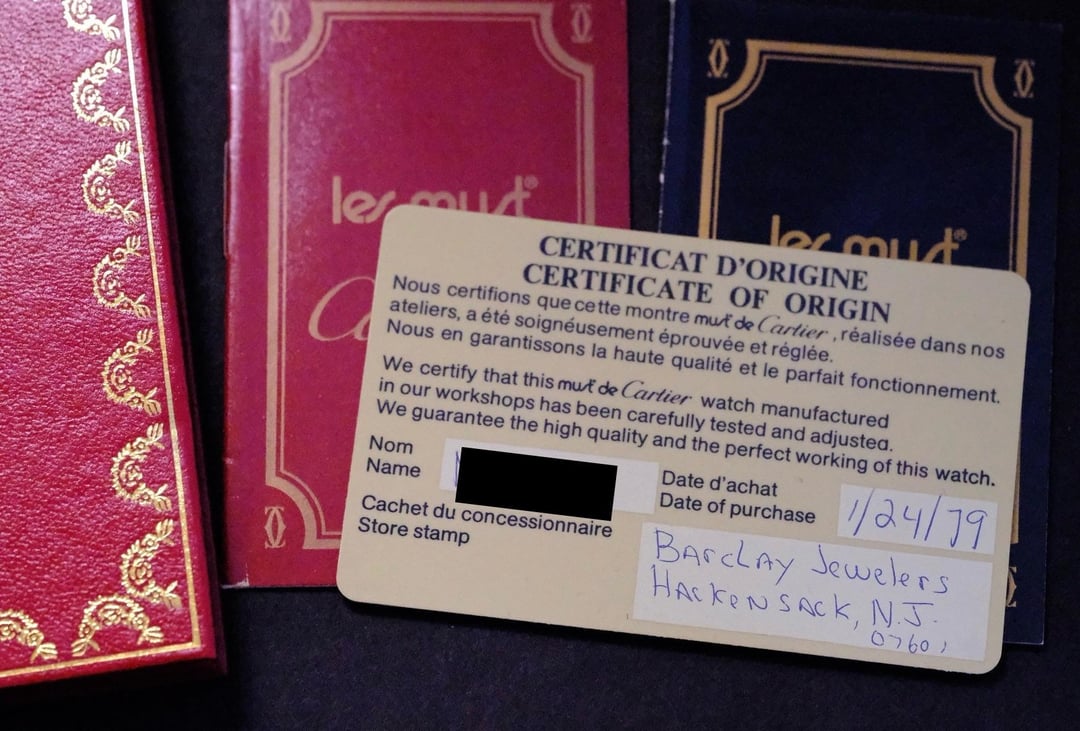 les must®
les must®
CERTIFICAT D'ORIGINE
CERTIFICATE OF ORIGIN
Nous certifions que cette montre must de Cartier, réalisée dans nos
ateliers, a été soignéusement éprouvée et réglée.
Nous en garantissons la haute qualité et le parfait fonctionnement.
We certify that this must de Cartier watch manufactured
in our workshops has been carefully tested and adjusted.
We guarantee the high quality and the perfect working of this watch.
Nom
Name
Date d'achat
Date of purchase
1/24/79
Cachet du concessionnaire
Store stamp
Barclay Jewelers
Hackensack, N.J.
07601